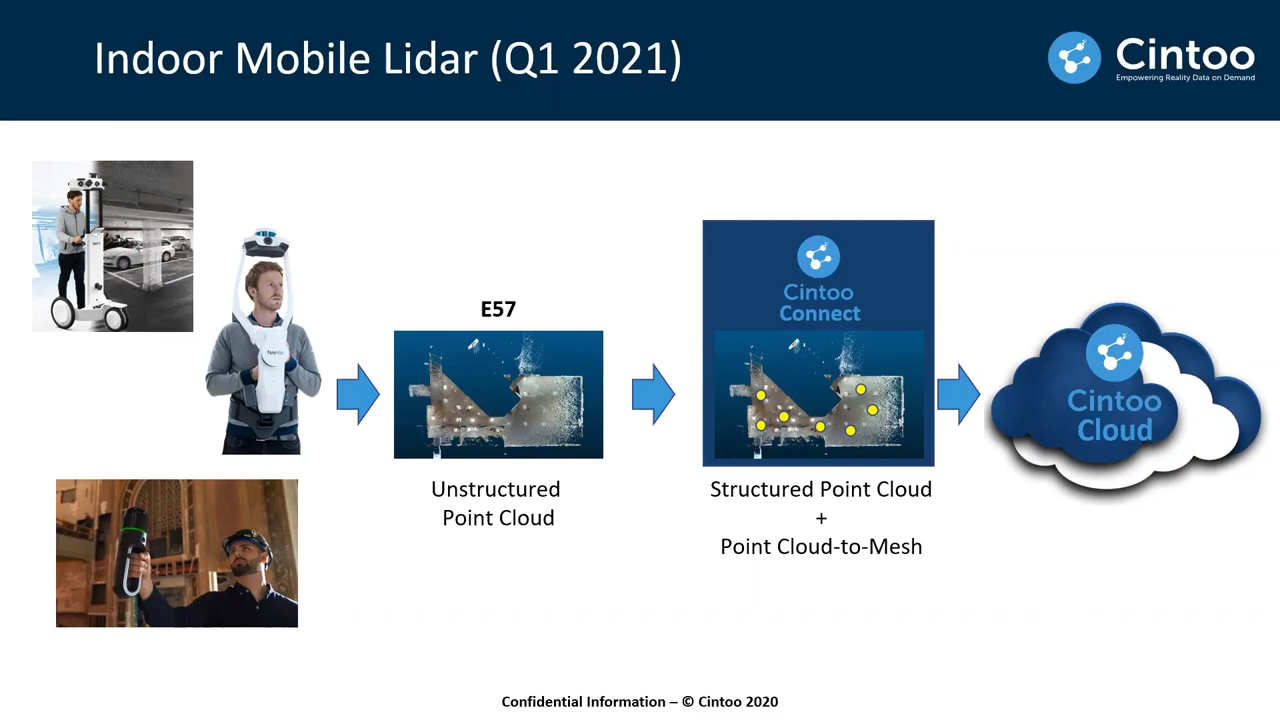 Indoor Mobile Lidar (Q1 2021)
Cintoo
Empowering Reality Data on Demand
E57
Unstructured
Point Cloud
Cintoo
Connect
Structured Point Cloud
+
Point Cloud-to-Mesh
Cintoo
Cloud
Confidential Information – © Cintoo 2020